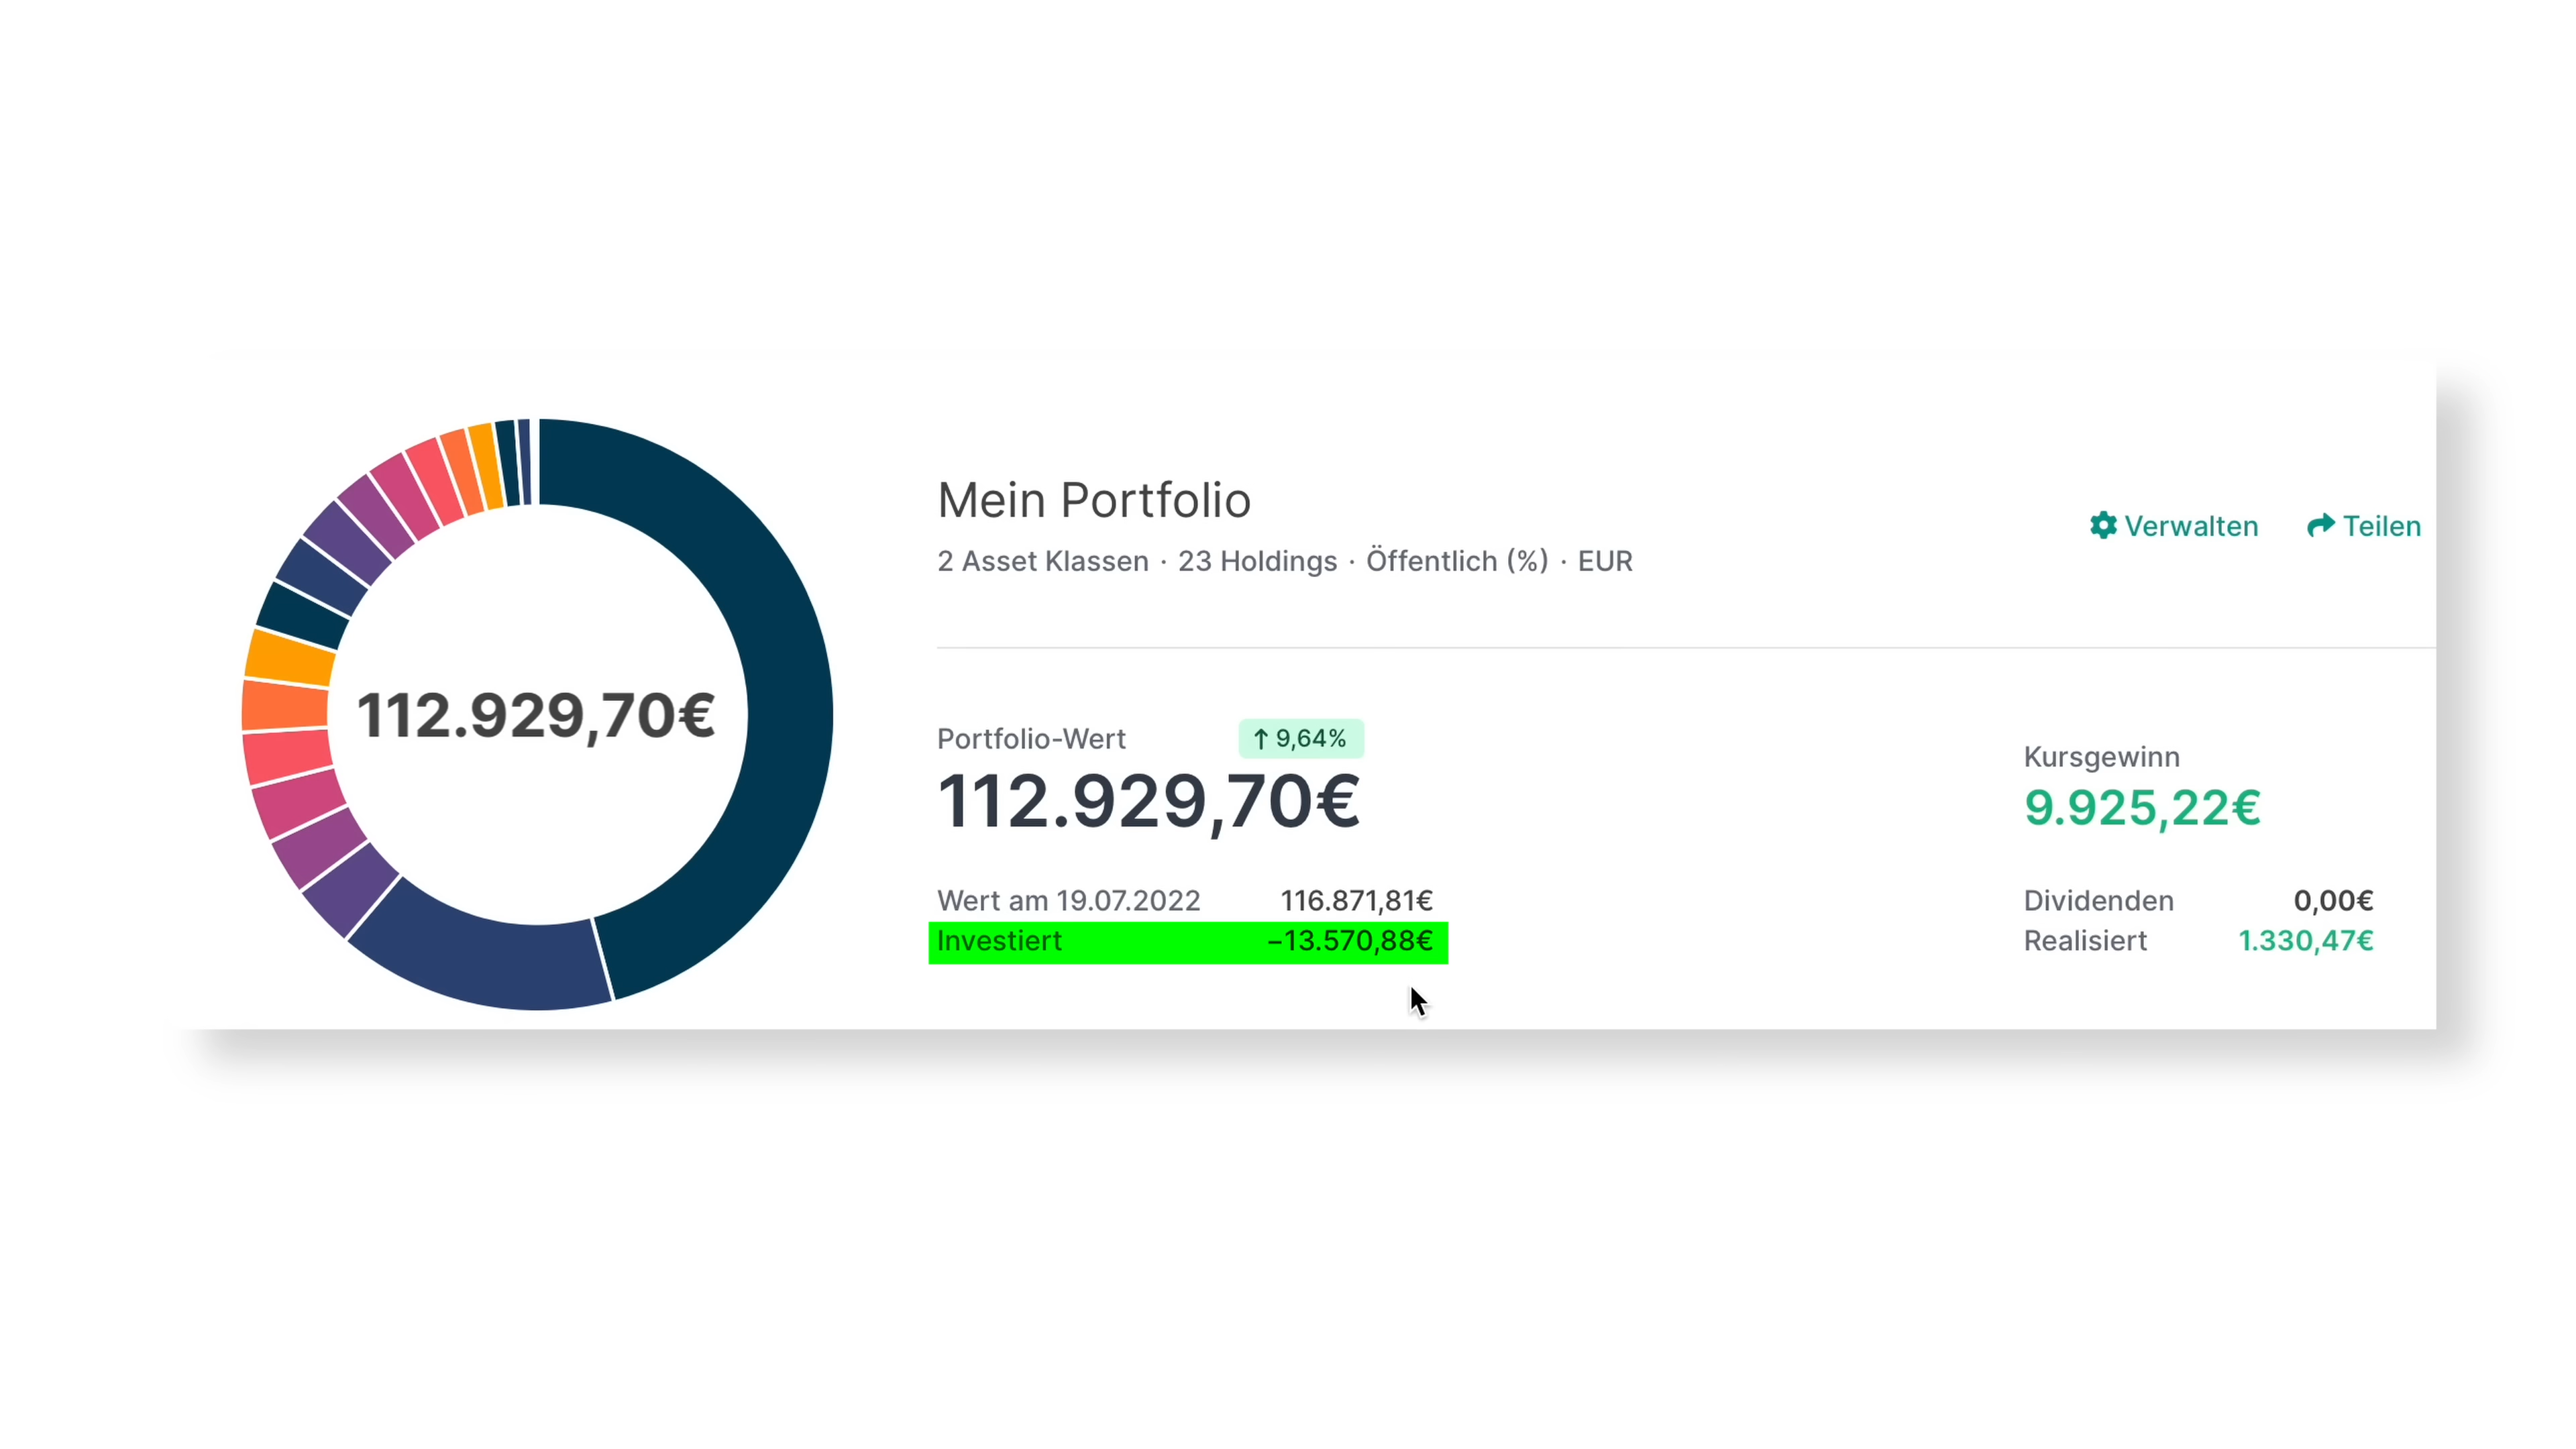 112.929,70€
Mein Portfolio
2 Asset Klassen · 23 Holdings · Öffentlich (%) · EUR
Verwalten
Teilen
Portfolio-Wert ↑ 9,64%
112.929,70€
Wert am 19.07.2022 116.871,81€
Investiert −13.570,88€
Kursgewinn
9.925,22€
Dividenden 0,00€
Realisiert 1.330,47€